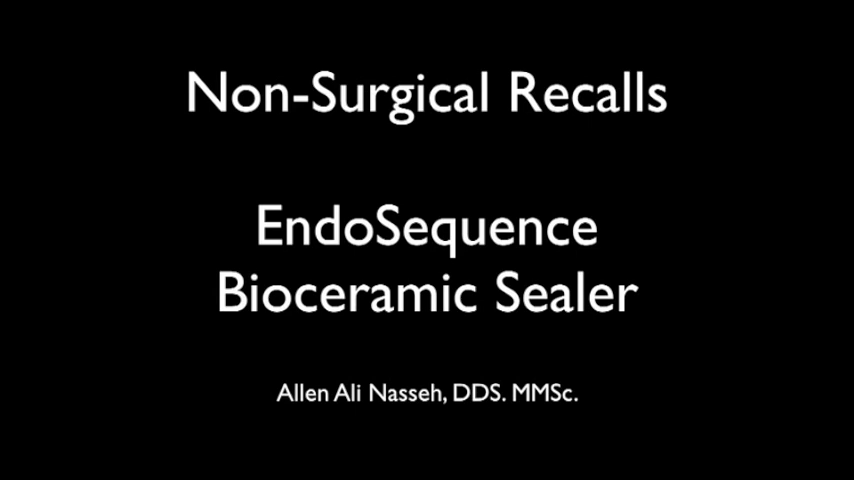 Non-Surgical Recalls
EndoSequence
Bioceramic Sealer
Allen Ali Nasseh, DDS. MMSc.